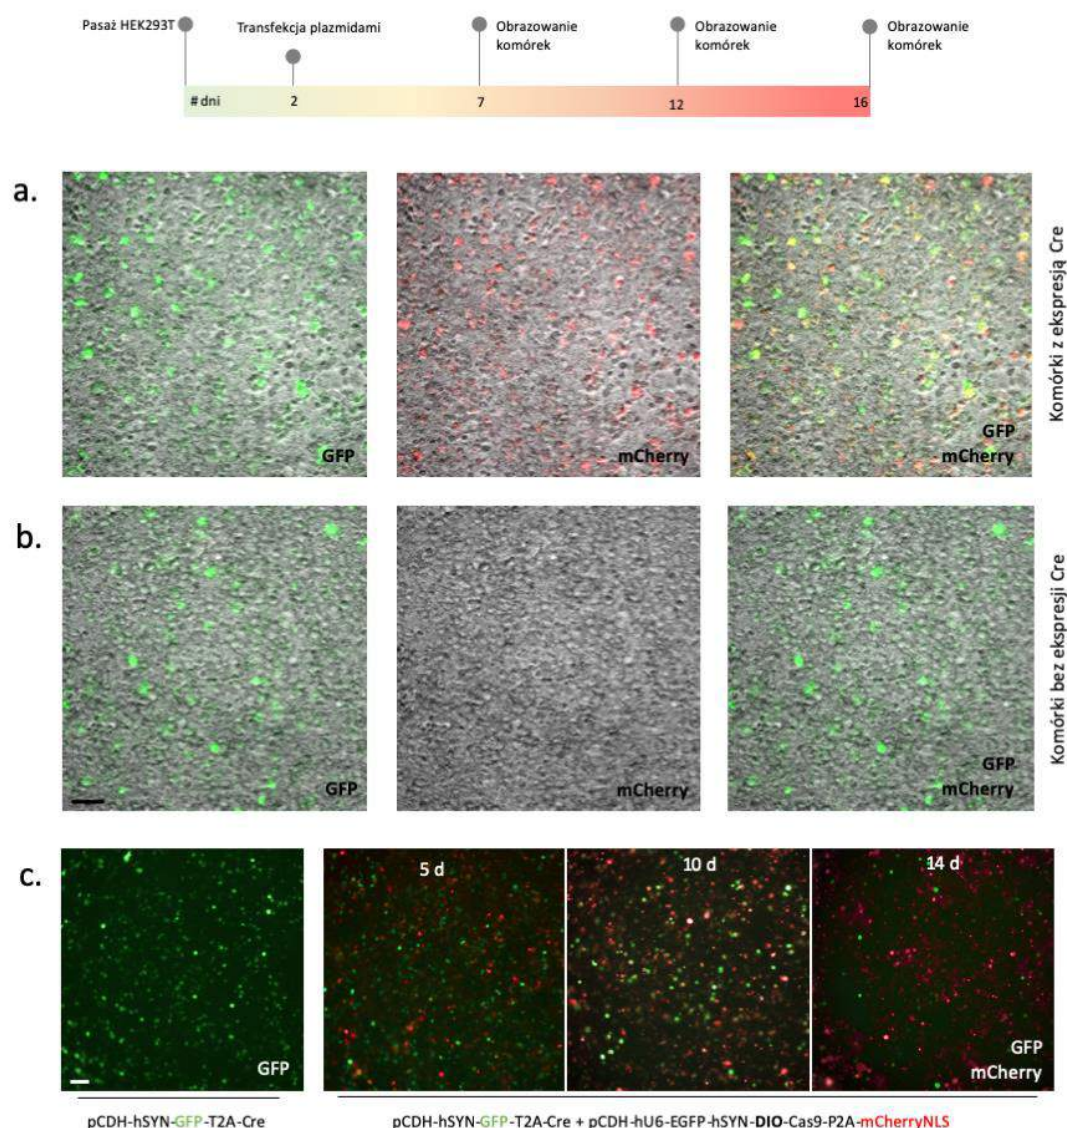 Pasaż HEK293T
Transfekcja plazmidami
Obrazowanie
komórek
Obrazowanie
komórek
Obrazowanie
komórek
# dni
2
7
12
16
a.
GFP
mCherry
GFP
mCherry
Komórki z ekspresją Cre
b.
GFP
mCherry
GFP
mCherry
Komórki bez ekspresji Cre
c.
GFP
5 d
10 d
14 d
GFP
mCherry
pCDH-hSYN-GFP-T2A-Cre
pCDH-hSYN-GFP-T2A-Cre + pCDH-hU6-EGFP-hSYN-DIO-Cas9-P2A-mCherryNLS